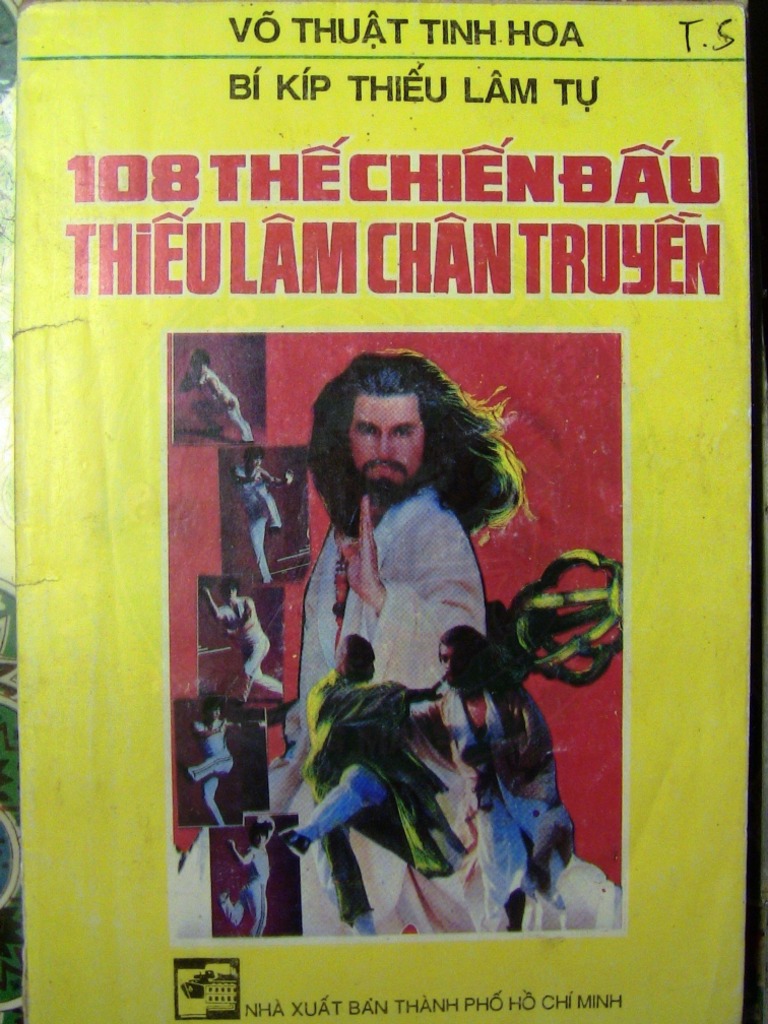 VÕ THUẬT TINH HOA
T.S
BÍ KÍP THIẾU LÂM TỰ
108 THẾ CHIẾN ĐẤU
THIẾU LÂM CHÂN TRUYỀN
NHÀ XUẤT BẢN THÀNH PHỐ HỒ CHÍ MINH